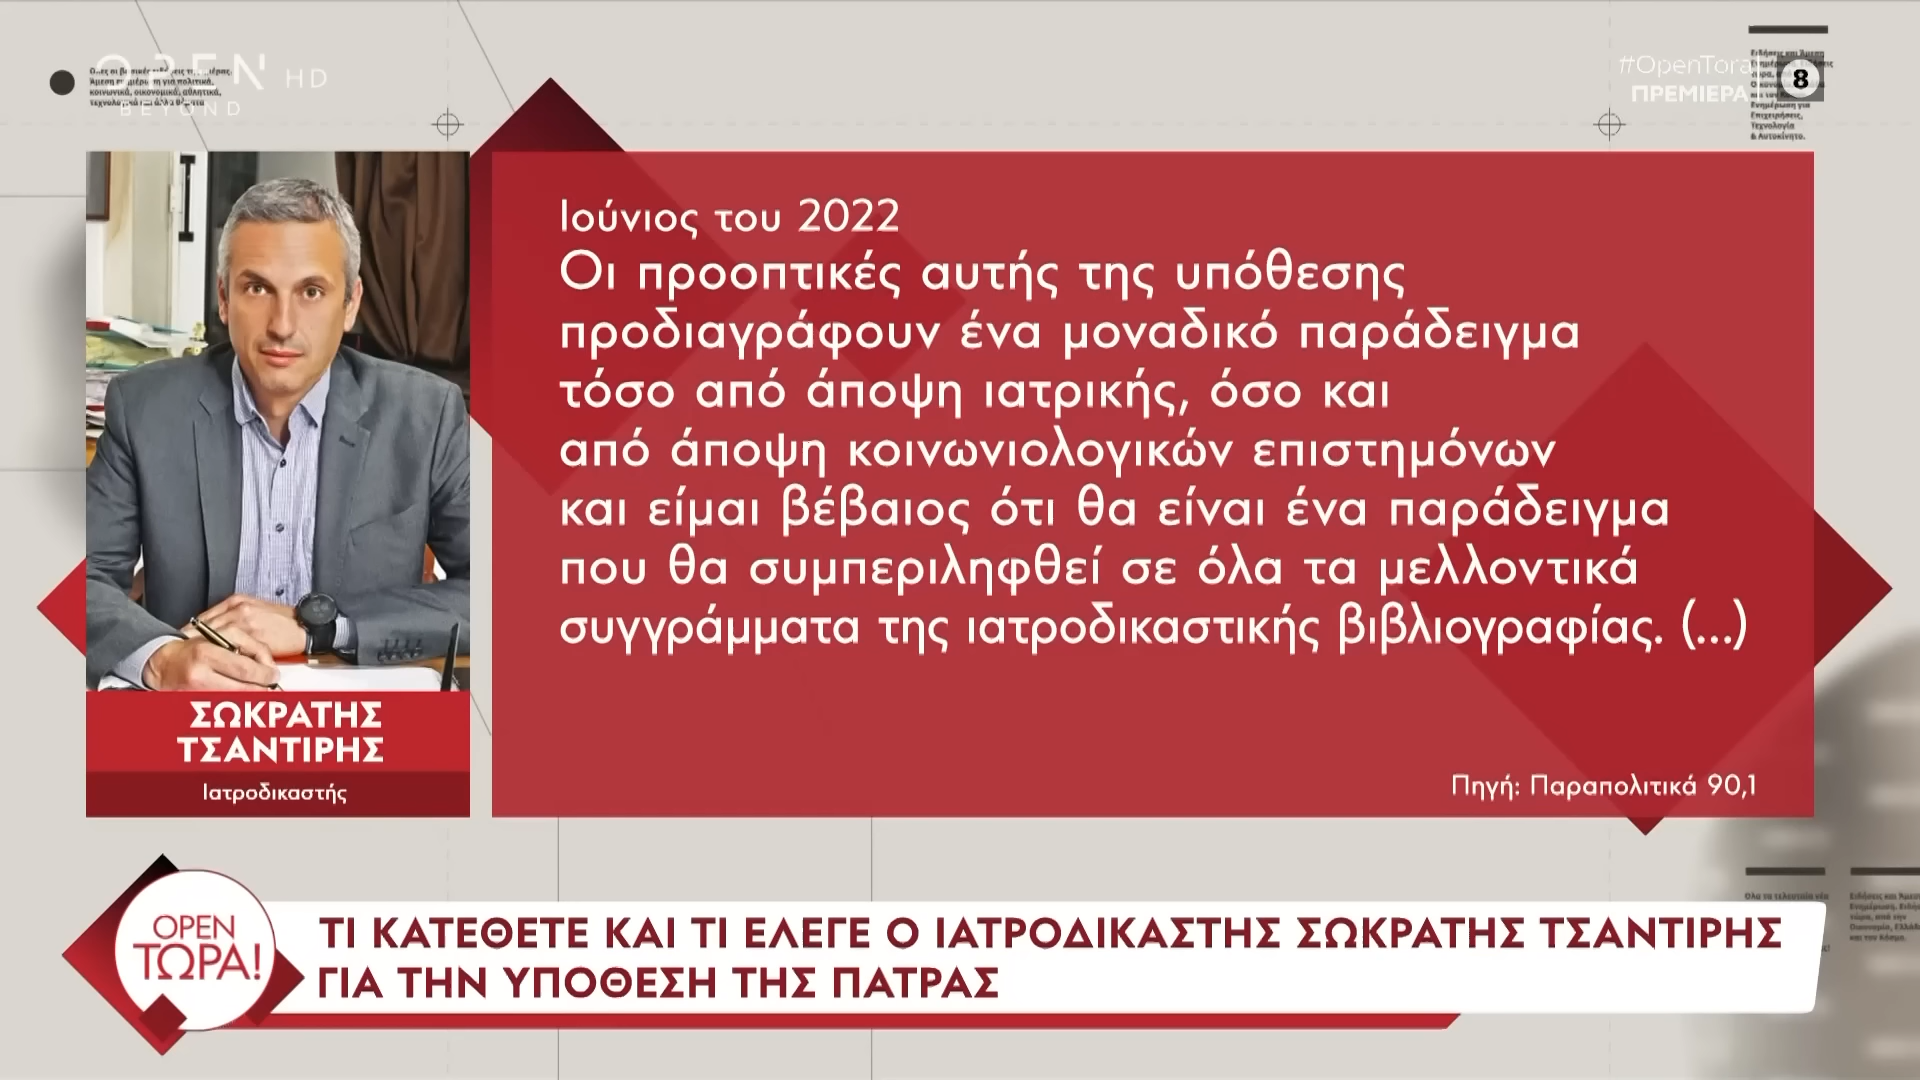 OPEN HD
BEYOND
#OpenTora
ΠΡΕΜΙΕΡΑ
8
Ιούνιος του 2022
Οι προοπτικές αυτής της υπόθεσης
προδιαγράφουν ένα μοναδικό παράδειγμα
τόσο από άποψη ιατρικής, όσο και
από άποψη κοινωνιολογικών επιστημόνων
και είμαι βέβαιος ότι θα είναι ένα παράδειγμα
που θα συμπεριληφθεί σε όλα τα μελλοντικά
συγγράμματα της ιατροδικαστικής βιβλιογραφίας. (...)
Πηγή: Παραπολιτικά 90,1
ΣΩΚΡΑΤΗΣ
ΤΣΑΝΤΙΡΗΣ
Ιατροδικαστής
OPEN
ΤΩΡΑ!
ΤΙ ΚΑΤΕΘΕΤΕ ΚΑΙ ΤΙ ΕΛΕΓΕ Ο ΙΑΤΡΟΔΙΚΑΣΤΗΣ ΣΩΚΡΑΤΗΣ ΤΣΑΝΤΙΡΗΣ
ΓΙΑ ΤΗΝ ΥΠΟΘΕΣΗ ΤΗΣ ΠΑΤΡΑΣ